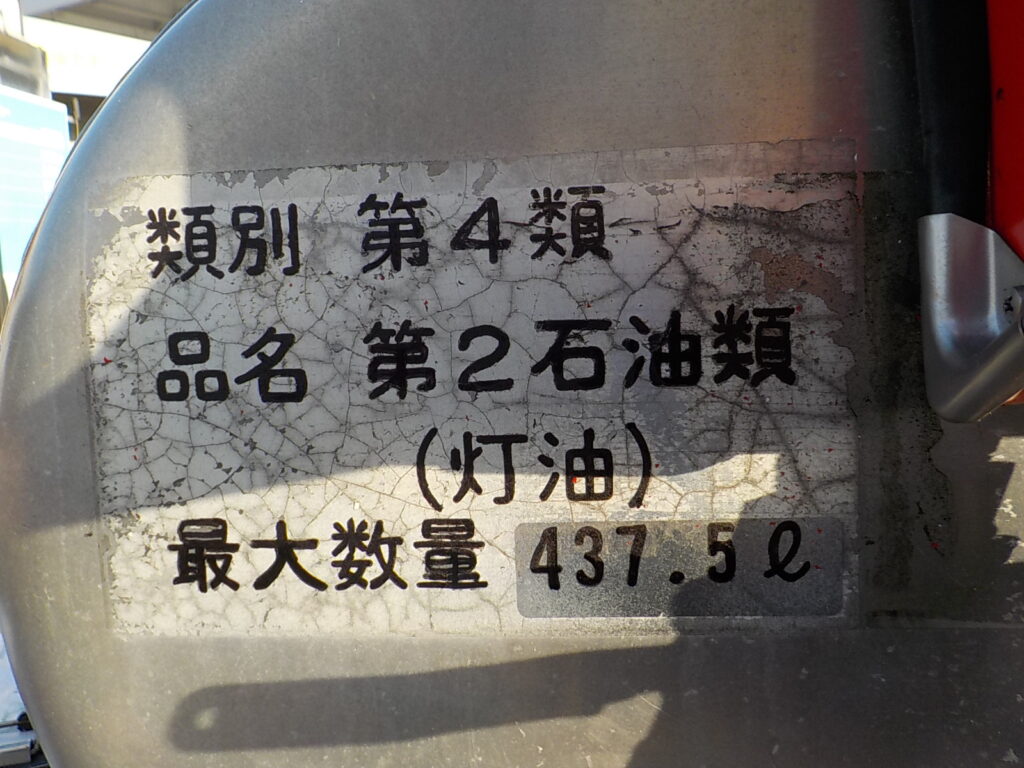 類別 第4類
品名 第2石油類
(灯油)
最大数量 437.5ℓ